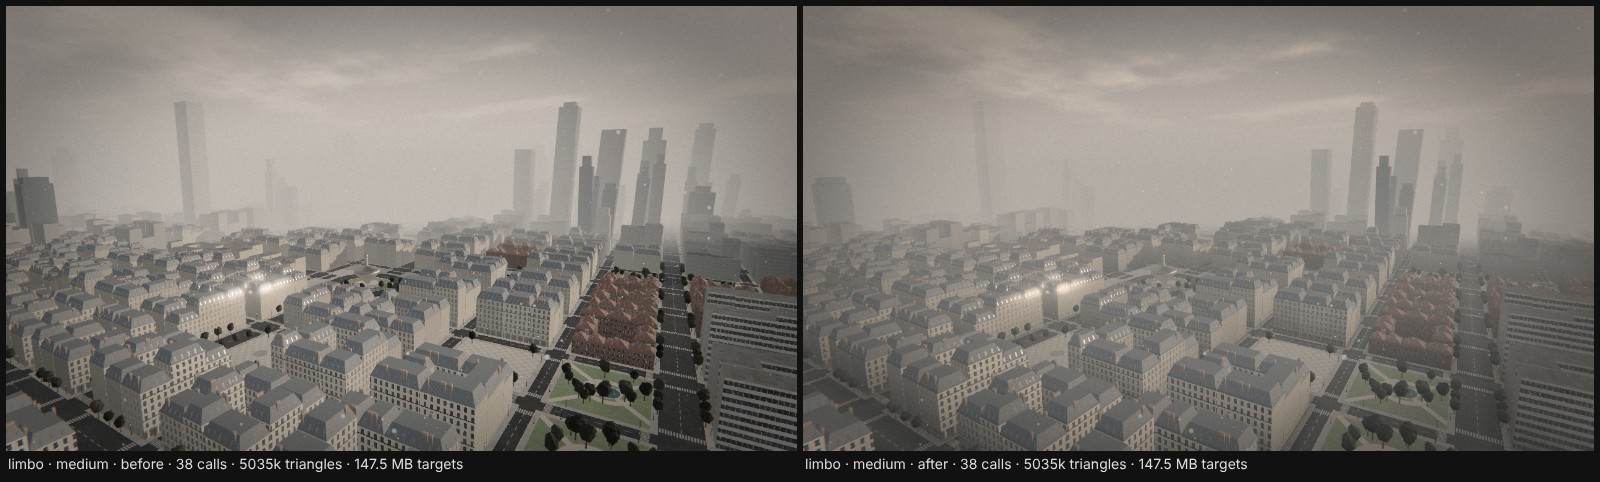 limbo · medium · before · 38 calls · 5035k triangles · 147.5 MB targets
limbo · medium · after · 38 calls · 5035k triangles · 147.5 MB targets